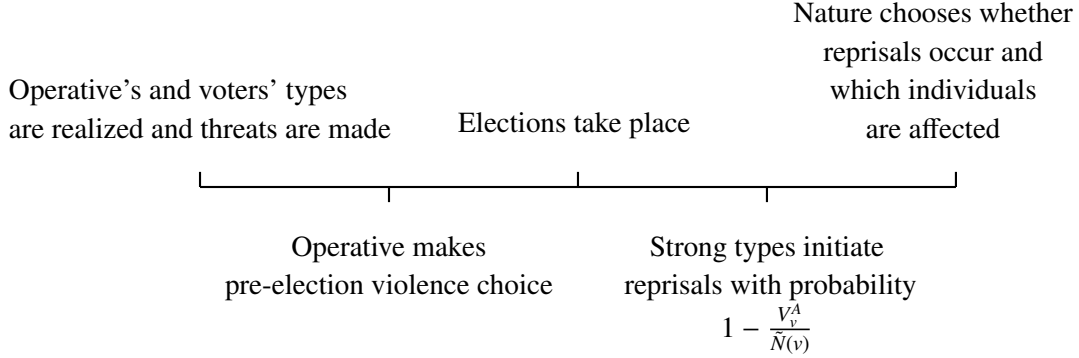 Operative's and voters' types
are realized and threats are made
Operative makes
pre-election violence choice
Elections take place
Strong types initiate
reprisals with probability
1 − V_v^A / Ñ(v)
Nature chooses whether
reprisals occur and
which individuals
are affected